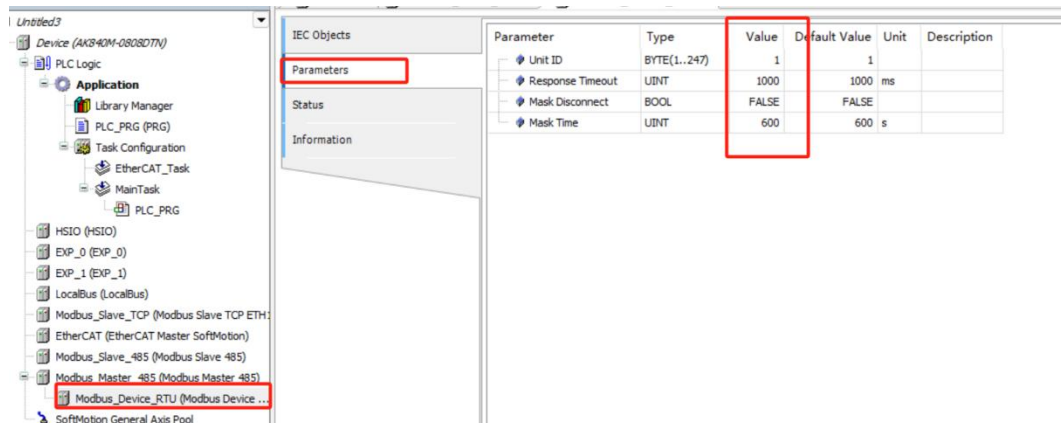 Untitled3
Device (AK840M-0808DTN)
PLC Logic
Application
Library Manager
PLC_PRG (PRG)
Task Configuration
EtherCAT_Task
MainTask
PLC_PRG
HSIO (HSIO)
EXP_0 (EXP_0)
EXP_1 (EXP_1)
LocalBus (LocalBus)
Modbus_Slave_TCP (Modbus Slave TCP ETH1
EtherCAT (EtherCAT Master SoftMotion)
Modbus_Slave_485 (Modbus Slave 485)
Modbus_Master_485 (Modbus Master 485)
Modbus_Device_RTU (Modbus Device ...
SoftMotion General Axis Pool
IEC Objects
Parameters
Status
Information
Parameter Type Value Default Value Unit Description
Unit ID BYTE(1..247) 1 1
Response Timeout UINT 1000 1000 ms
Mask Disconnect BOOL FALSE FALSE
Mask Time UINT 600 600 s